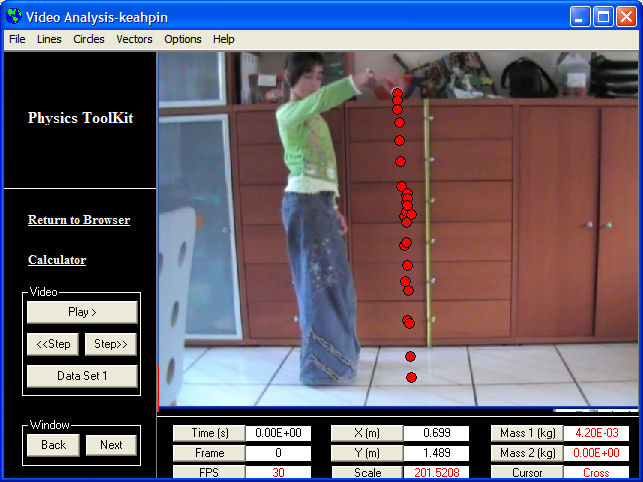 Video Analysis-keahpin
File Lines Circles Vectors Options Help
Physics ToolKit
Return to Browser
Calculator
Video
Play >
<<Step Step>>
Data Set 1
Window
Back Next
Time (s) 0.00E+00 X (m) 0.699 Mass 1 (kg) 4.20E-03
Frame 0 Y (m) 1.489 Mass 2 (kg) 0.00E+00
FPS 30 Scale 201.5208 Cursor Cross